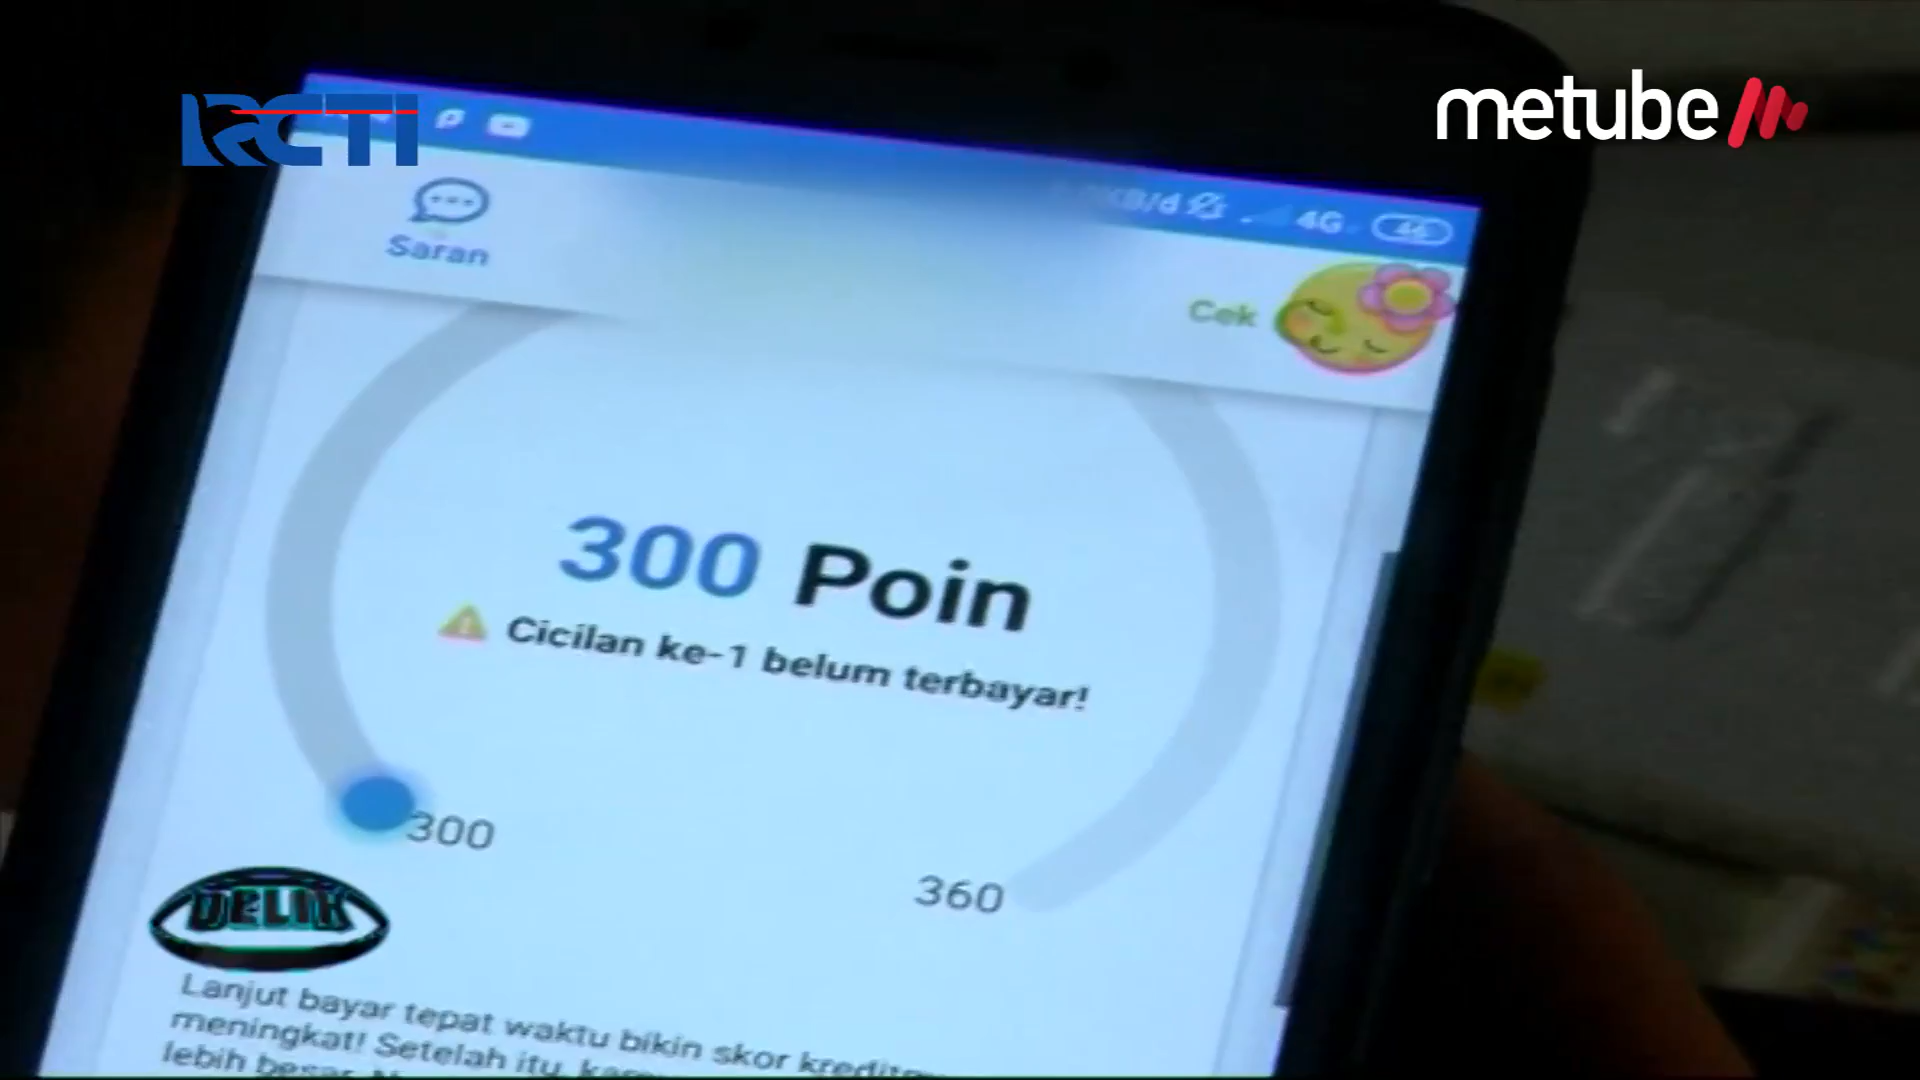 RCTI
metube
4G
46
Saran
Cek
300 Poin
Cicilan ke-1 belum terbayar!
300
360
DELIK
Lanjut bayar tepat waktu bikin skor
meningkat! Setelah itu,
lebih besar.